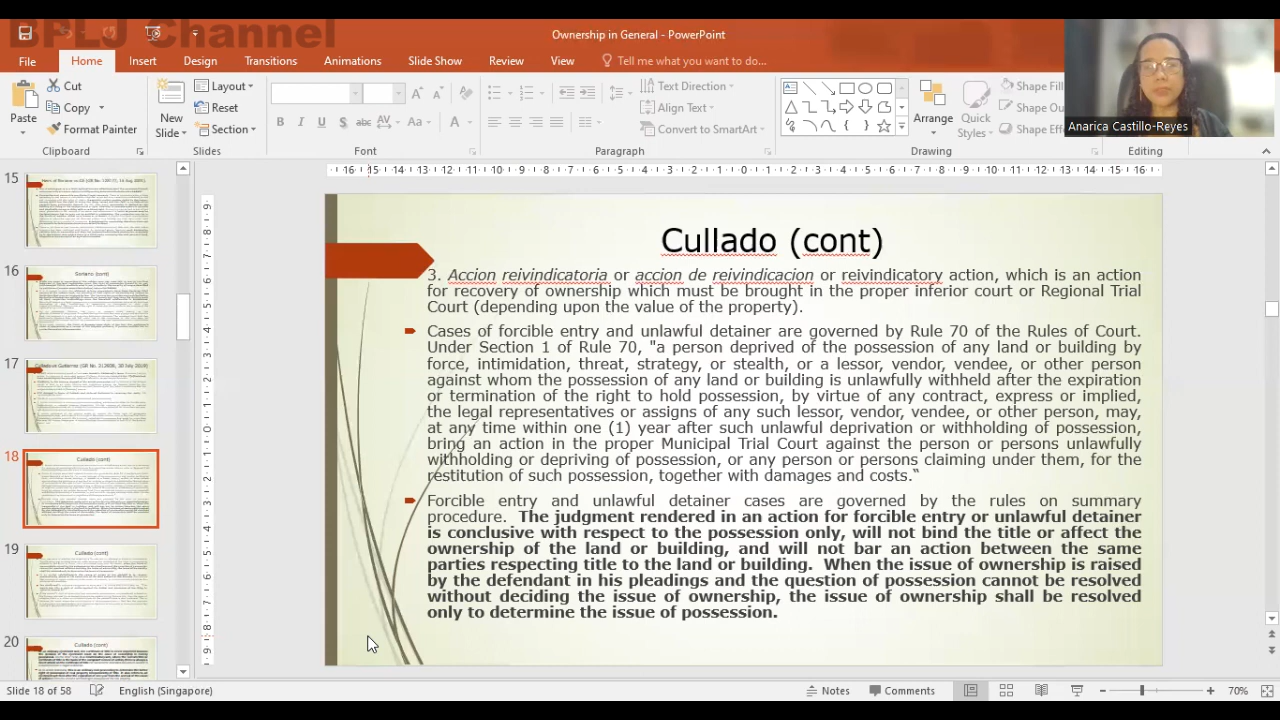 BPLJ Channel
Ownership in General - PowerPoint
File Home Insert Design Transitions Animations Slide Show Review View Tell me what you want to do...
Cut
Copy
Format Painter
Paste
Clipboard
New
Slide
Layout
Reset
Section
Slides
B I U S abc AV Aa A
Font
Text Direction
Align Text
Convert to SmartArt
Paragraph
Arrange
Quick
Styles
Shape Fill
Shape Ou
Shape Effe
Drawing
Editing
Anarica Castillo-Reyes
15
16
17
18
19
20
Cullado (cont)
3. Accion reivindicatoria or accion de reivindicacion or reivindicatory action, which is an action
for recovery of ownership which must be brought in the proper inferior court or Regional Trial
Court (depending upon the value of the property).
Cases of forcible entry and unlawful detainer are governed by Rule 70 of the Rules of Court.
Under Section 1 of Rule 70, "a person deprived of the possession of any land or building by
force, intimidation, threat, strategy, or stealth, or a lessor, vendor, vendee, or other person
against whom the possession of any land or building is unlawfully withheld after the expiration
or termination of the right to hold possession, by virtue of any contract, express or implied,
the legal representatives or assigns of any such lessor, vendor, vendee, or other person, may,
at any time within one (1) year after such unlawful deprivation or withholding of possession,
bring an action in the proper Municipal Trial Court against the person or persons unlawfully
withholding or depriving of possession, or any person or persons claiming under them, for the
restitution of such possession, together with damages and costs."
Forcible entry and unlawful detainer cases are governed by the rules on summary
procedure. The judgment rendered in an action for forcible entry or unlawful detainer
is conclusive with respect to the possession only, will not bind the title or affect the
ownership of the land or building, and will not bar an action between the same
parties respecting title to the land or building. When the issue of ownership is raised
by the defendant in his pleadings and the question of possession cannot be resolved
without deciding the issue of ownership, the issue of ownership shall be resolved
only to determine the issue of possession.
Slide 18 of 58 English (Singapore) Notes Comments 70%